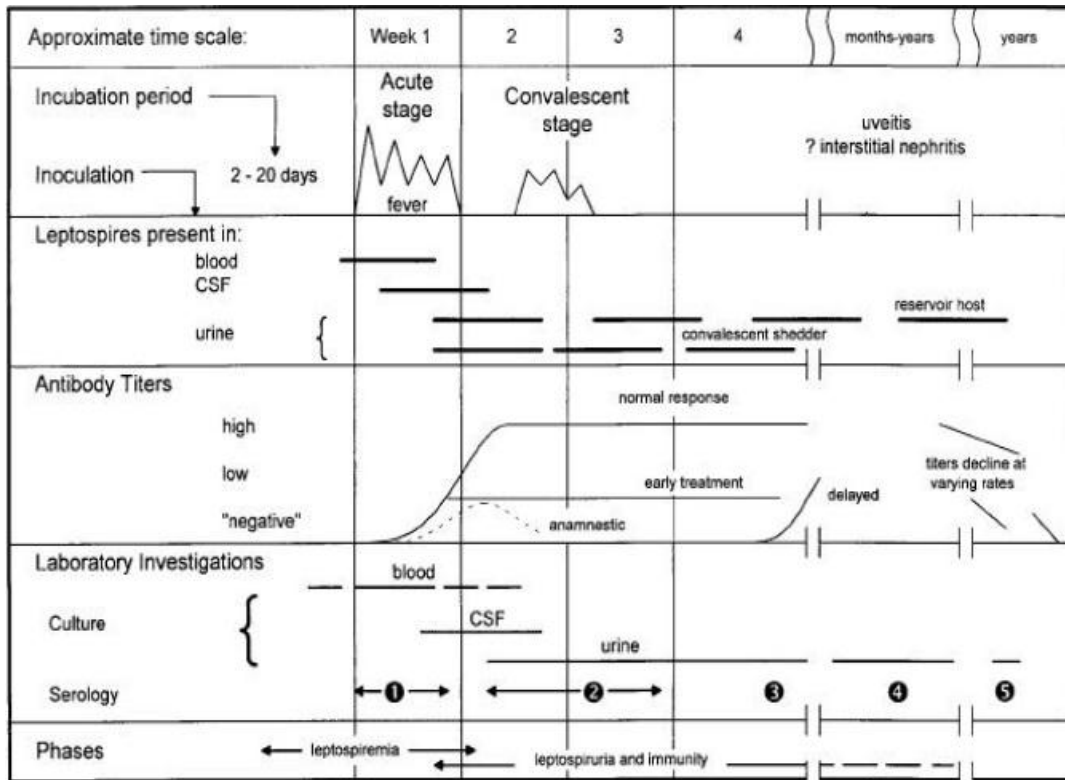 Approximate time scale: Week 1 2 3 4 months-years years
Incubation period
Acute
stage
Convalescent
stage
uveitis
? interstitial nephritis
Inoculation 2 - 20 days
fever
Leptospires present in:
blood
CSF
reservoir host
urine {
convalescent shedder
Antibody Titers
normal response
high
low
titers decline at
varying rates
early treatment
delayed
"negative"
anamnestic
Laboratory Investigations
blood
Culture {
CSF
urine
Serology ❶ ❷ ❸ ❹ ❺
Phases leptospiremia leptospiruria and immunity